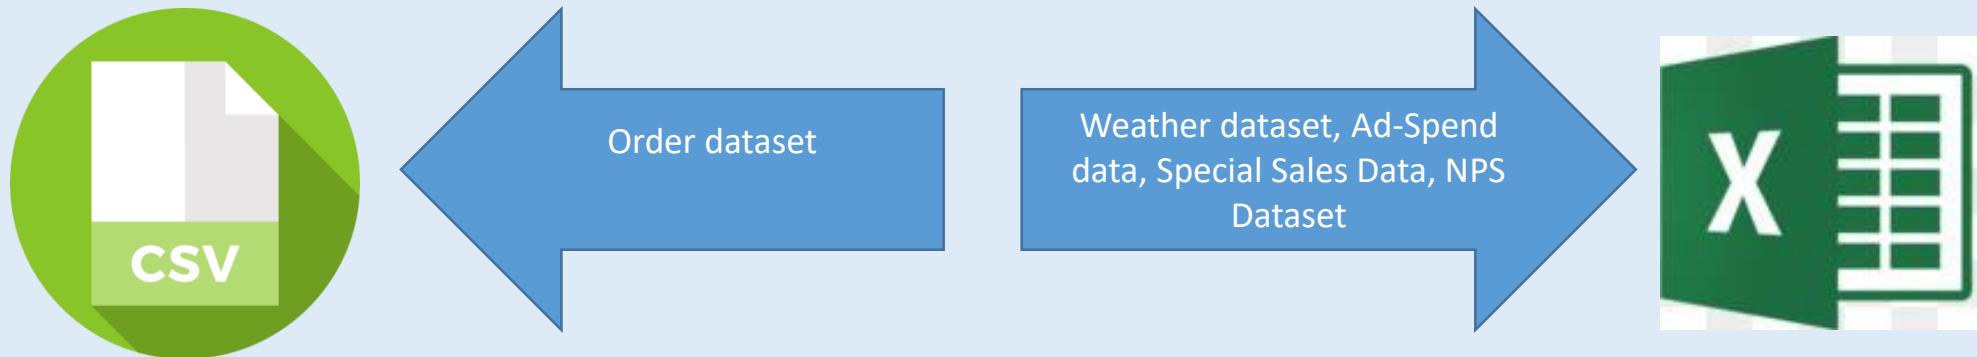 CSV
Order dataset
Weather dataset, Ad-Spend
data, Special Sales Data, NPS
Dataset
X